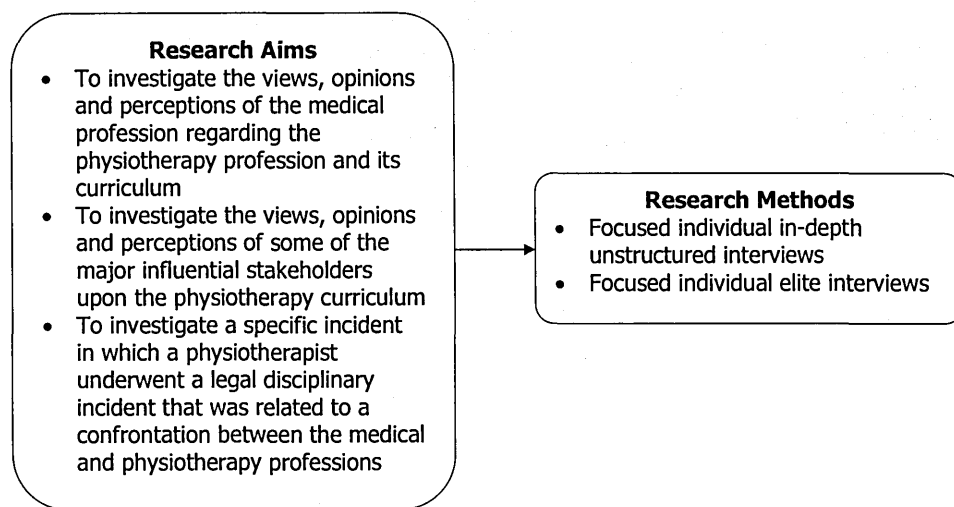 Research Aims
• To investigate the views, opinions
and perceptions of the medical
profession regarding the
physiotherapy profession and its
curriculum
• To investigate the views, opinions
and perceptions of some of the
major influential stakeholders
upon the physiotherapy curriculum
• To investigate a specific incident
in which a physiotherapist
underwent a legal disciplinary
incident that was related to a
confrontation between the medical
and physiotherapy professions
Research Methods
• Focused individual in-depth
unstructured interviews
• Focused individual elite interviews